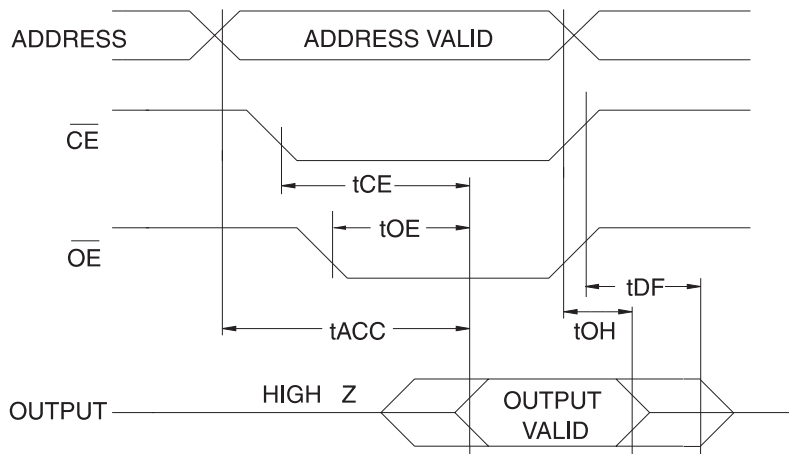 ADDRESS
ADDRESS VALID
CE
tCE
tOE
OE
tDF
tACC
tOH
HIGH Z
OUTPUT
OUTPUT
VALID